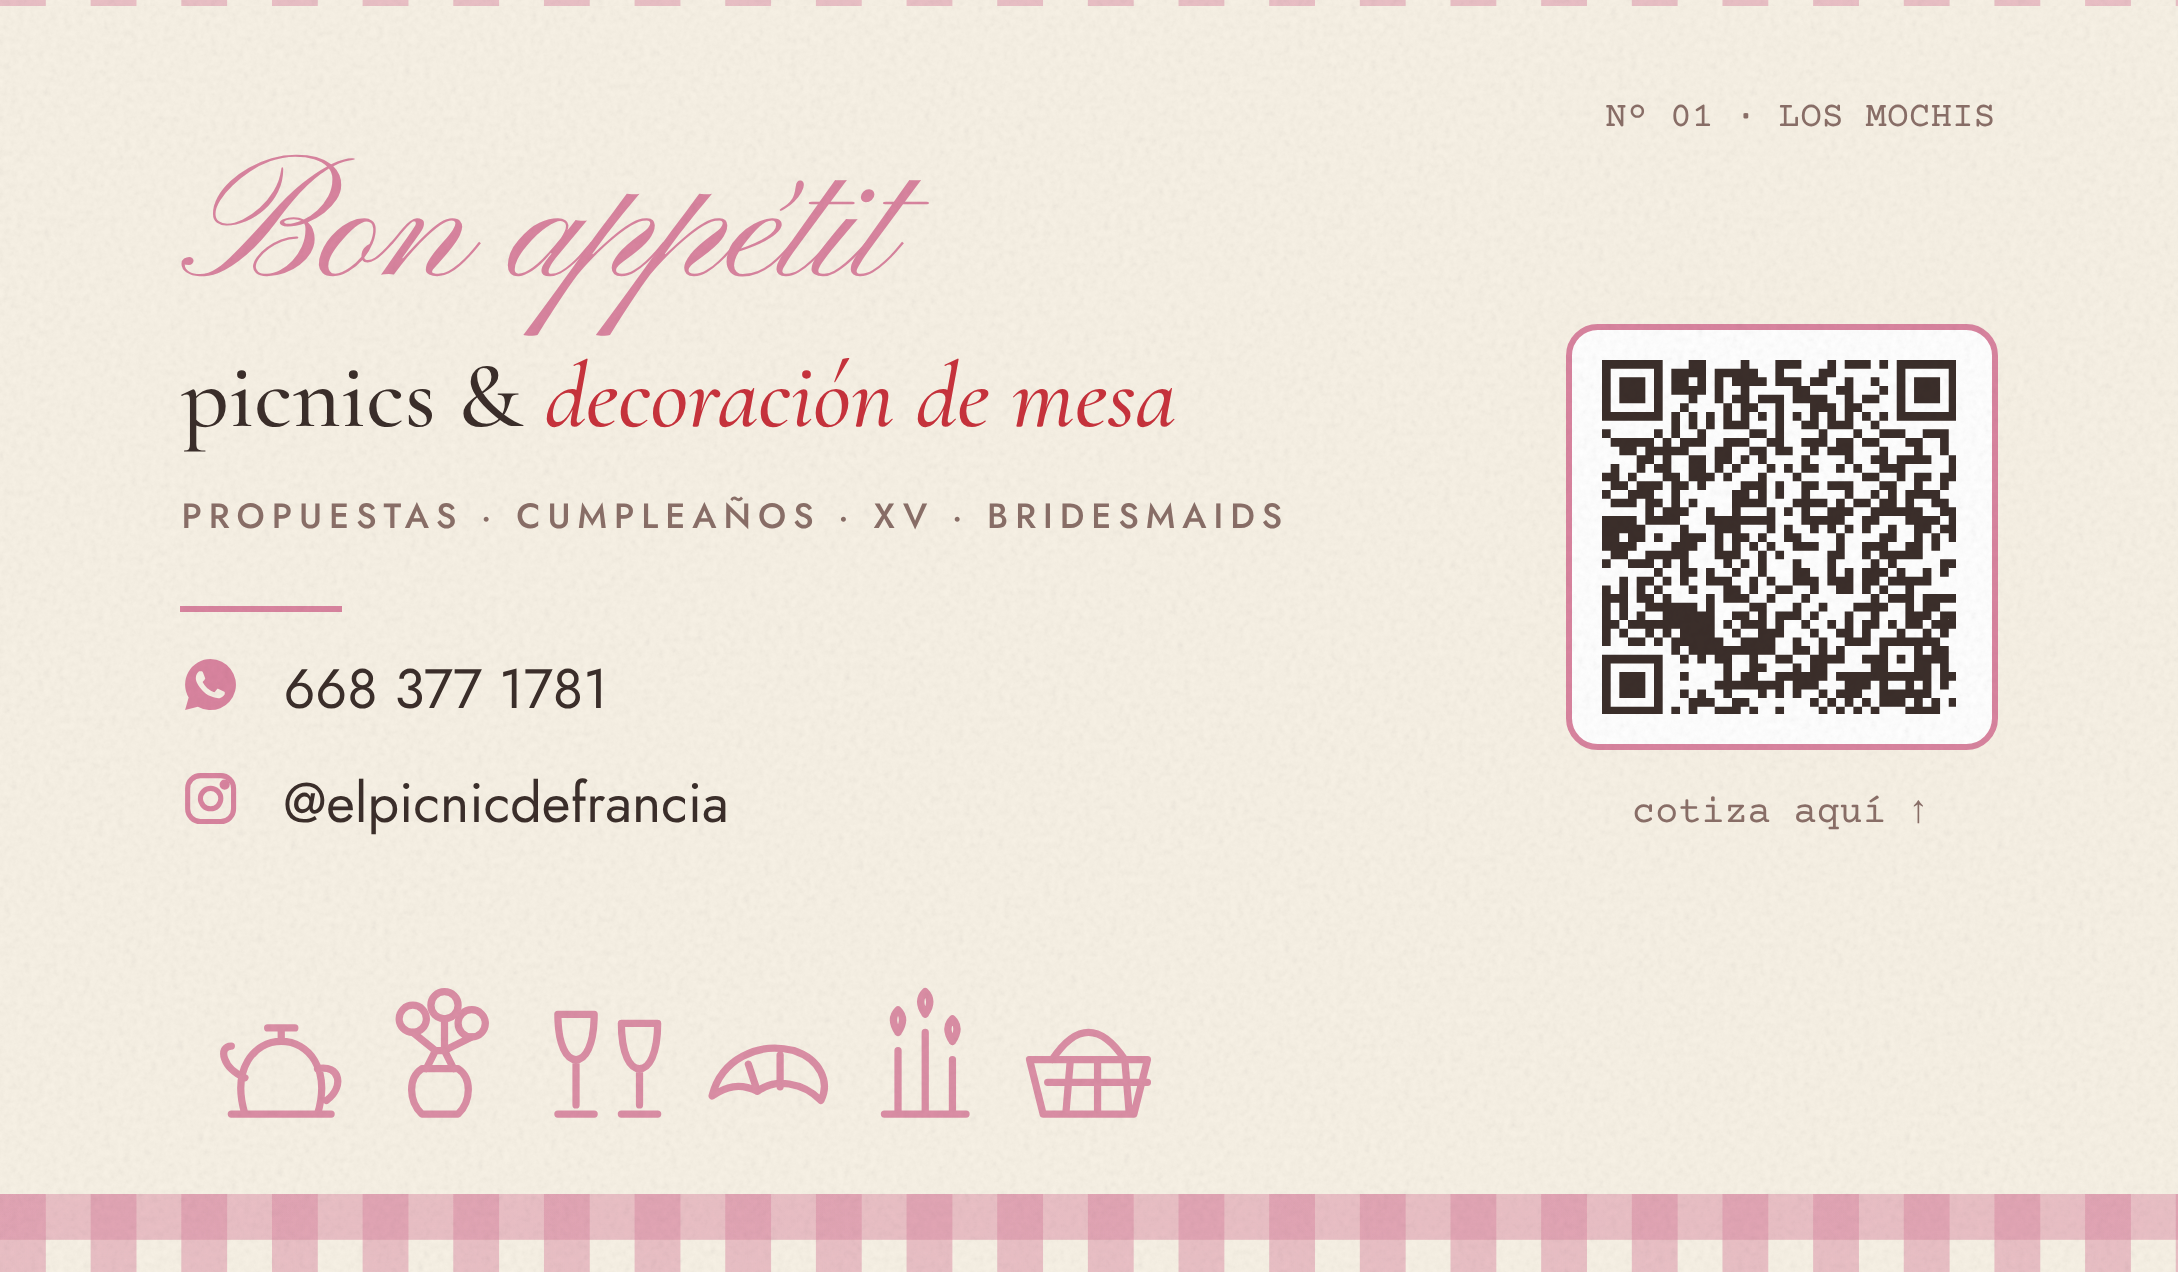 Nº 01 · LOS MOCHIS
Bon appétit
picnics & decoración de mesa
PROPUESTAS · CUMPLEAÑOS · XV · BRIDESMAIDS
668 377 1781
@elpicnicdefrancia
cotiza aquí ↑